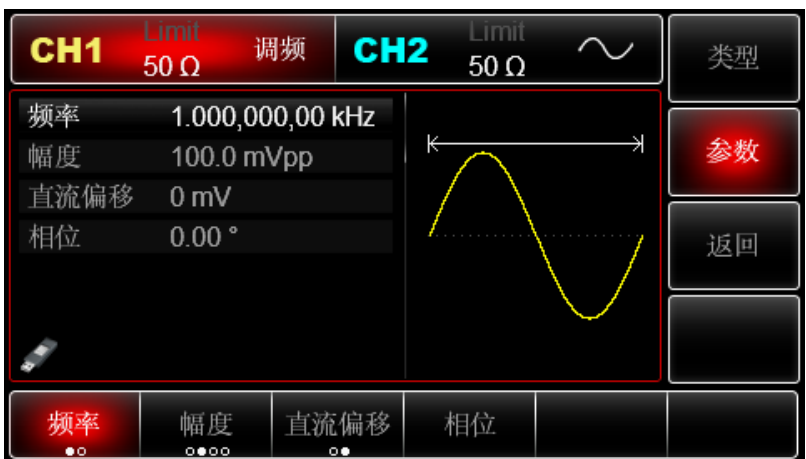 CH1 Limit 50 Ω 调频 CH2 Limit 50 Ω
类型
频率 1.000,000,00 kHz
幅度 100.0 mVpp
参数
直流偏移 0 mV
相位 0.00 °
返回
频率 幅度 直流偏移 相位